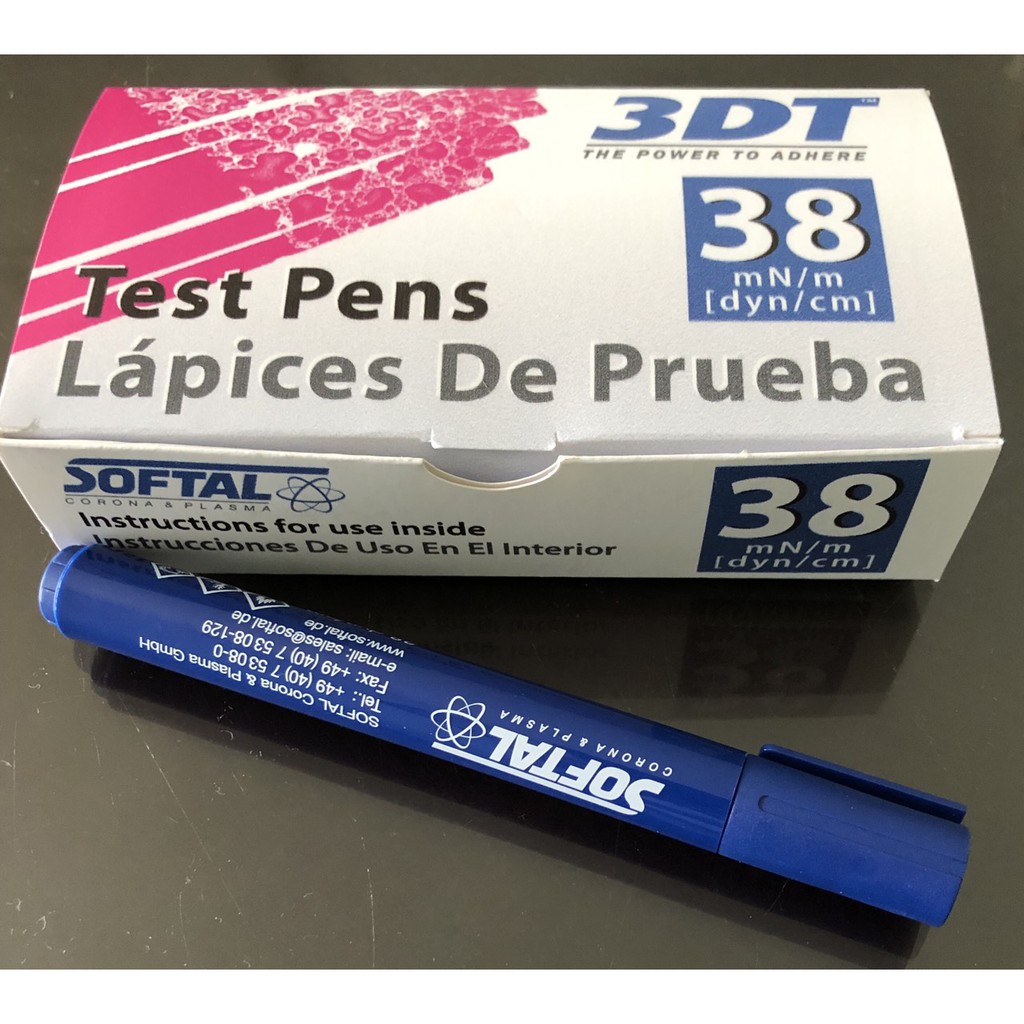 3DT™
THE POWER TO ADHERE
38
mN/m
[dyn/cm]
Test Pens
Lápices De Prueba
SOFTAL
CORONA & PLASMA
Instructions for use inside
Instrucciones De Uso En El Interior
38
mN/m
[dyn/cm]
SOFTAL
CORONA & PLASMA
SOFTAL Corona & Plasma GmbH
Tel.: +49 (40) 7 53 08-0
Fax: +49 (40) 7 53 08-129
e-mail: sales@softal.de
www.softal.de